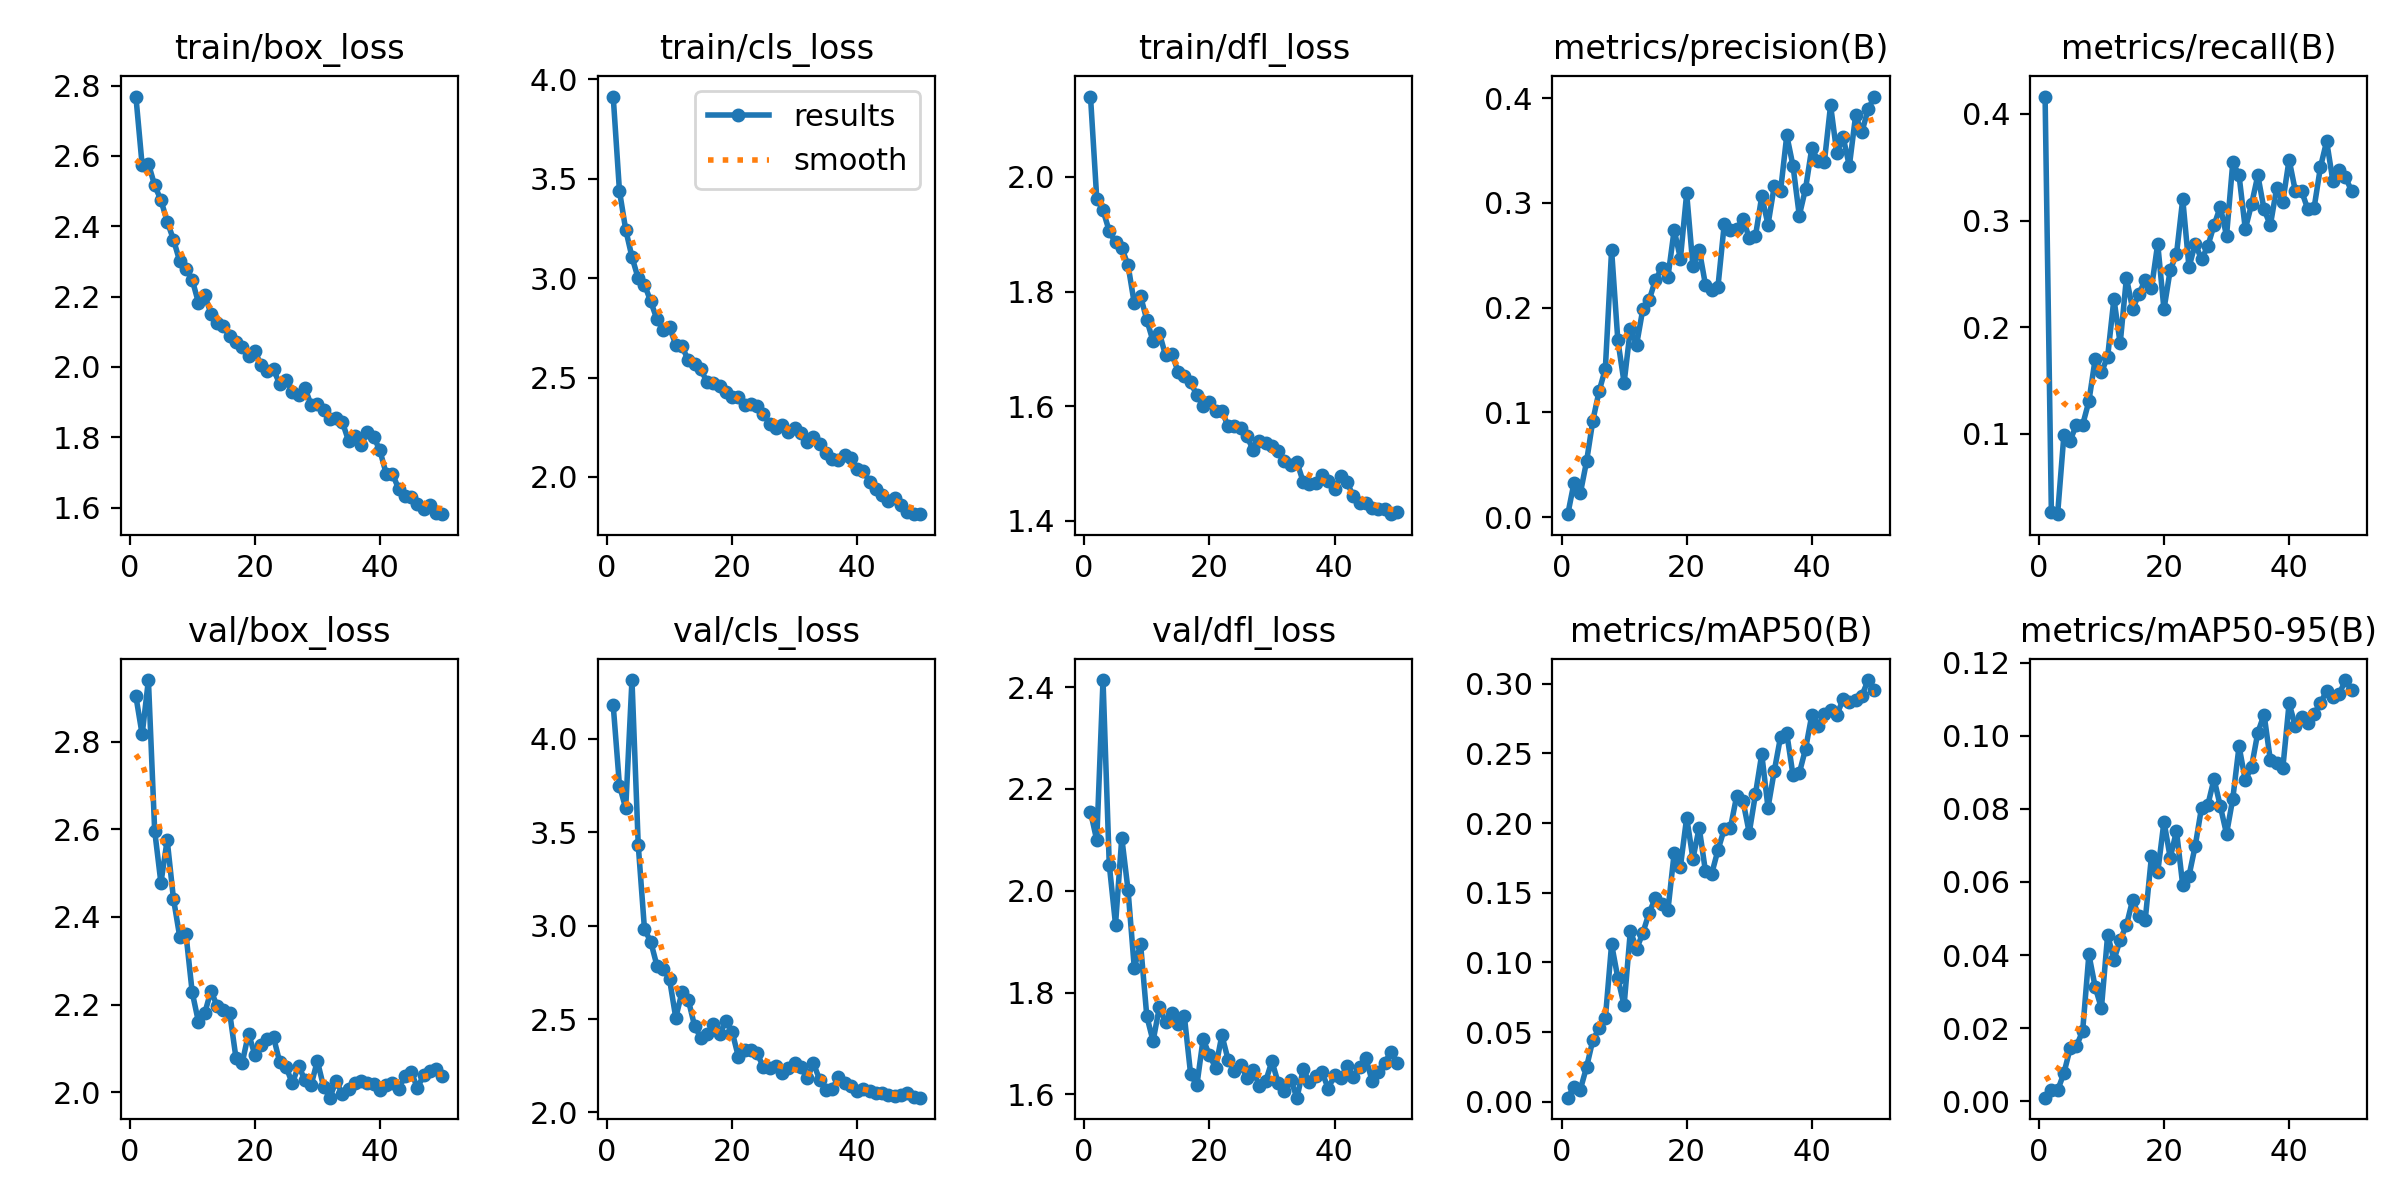 train/box_loss
2.8
2.6
2.4
2.2
2.0
1.8
1.6
0 20 40
train/cls_loss
4.0
3.5
3.0
2.5
2.0
results
smooth
0 20 40
train/dfl_loss
2.0
1.8
1.6
1.4
0 20 40
metrics/precision(B)
0.4
0.3
0.2
0.1
0.0
0 20 40
metrics/recall(B)
0.4
0.3
0.2
0.1
0 20 40
val/box_loss
2.8
2.6
2.4
2.2
2.0
0 20 40
val/cls_loss
4.0
3.5
3.0
2.5
2.0
0 20 40
val/dfl_loss
2.4
2.2
2.0
1.8
1.6
0 20 40
metrics/mAP50(B)
0.30
0.25
0.20
0.15
0.10
0.05
0.00
0 20 40
metrics/mAP50-95(B)
0.12
0.10
0.08
0.06
0.04
0.02
0.00
0 20 40